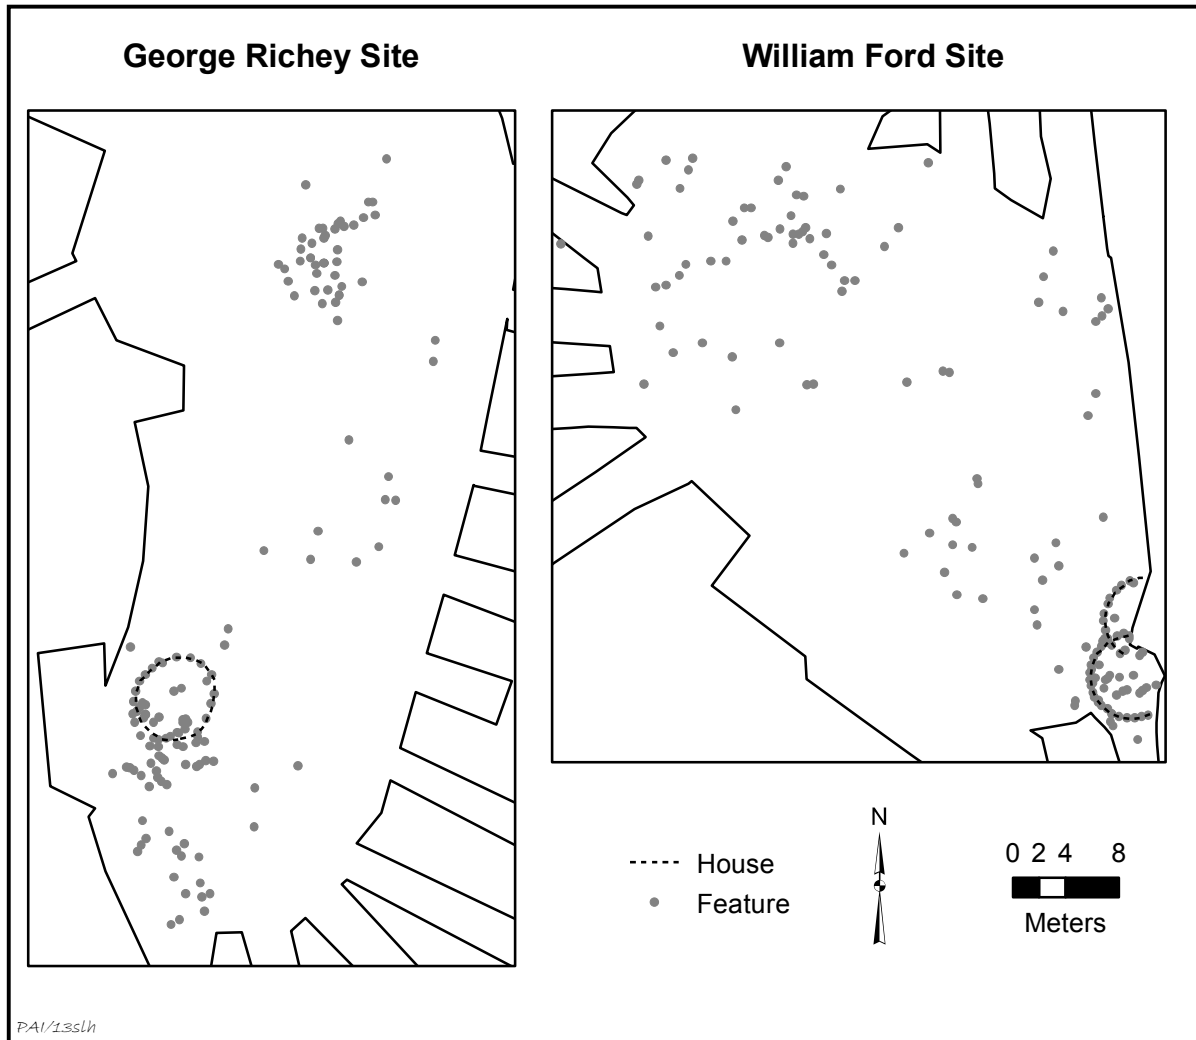 George Richey Site
William Ford Site
N
0 2 4 8
House
Feature
Meters
PAI/13slh